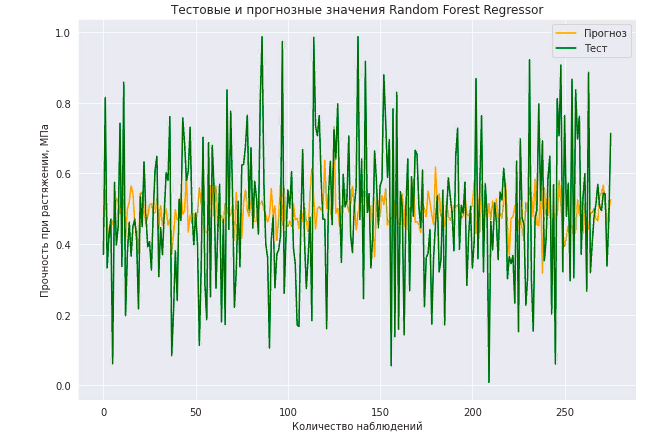 Тестовые и прогнозные значения Random Forest Regressor
Прогноз
Тест
1.0
0.8
0.6
0.4
0.2
0.0
Прочность при растяжении, МПа
0
50
100
150
200
250
Количество наблюдений